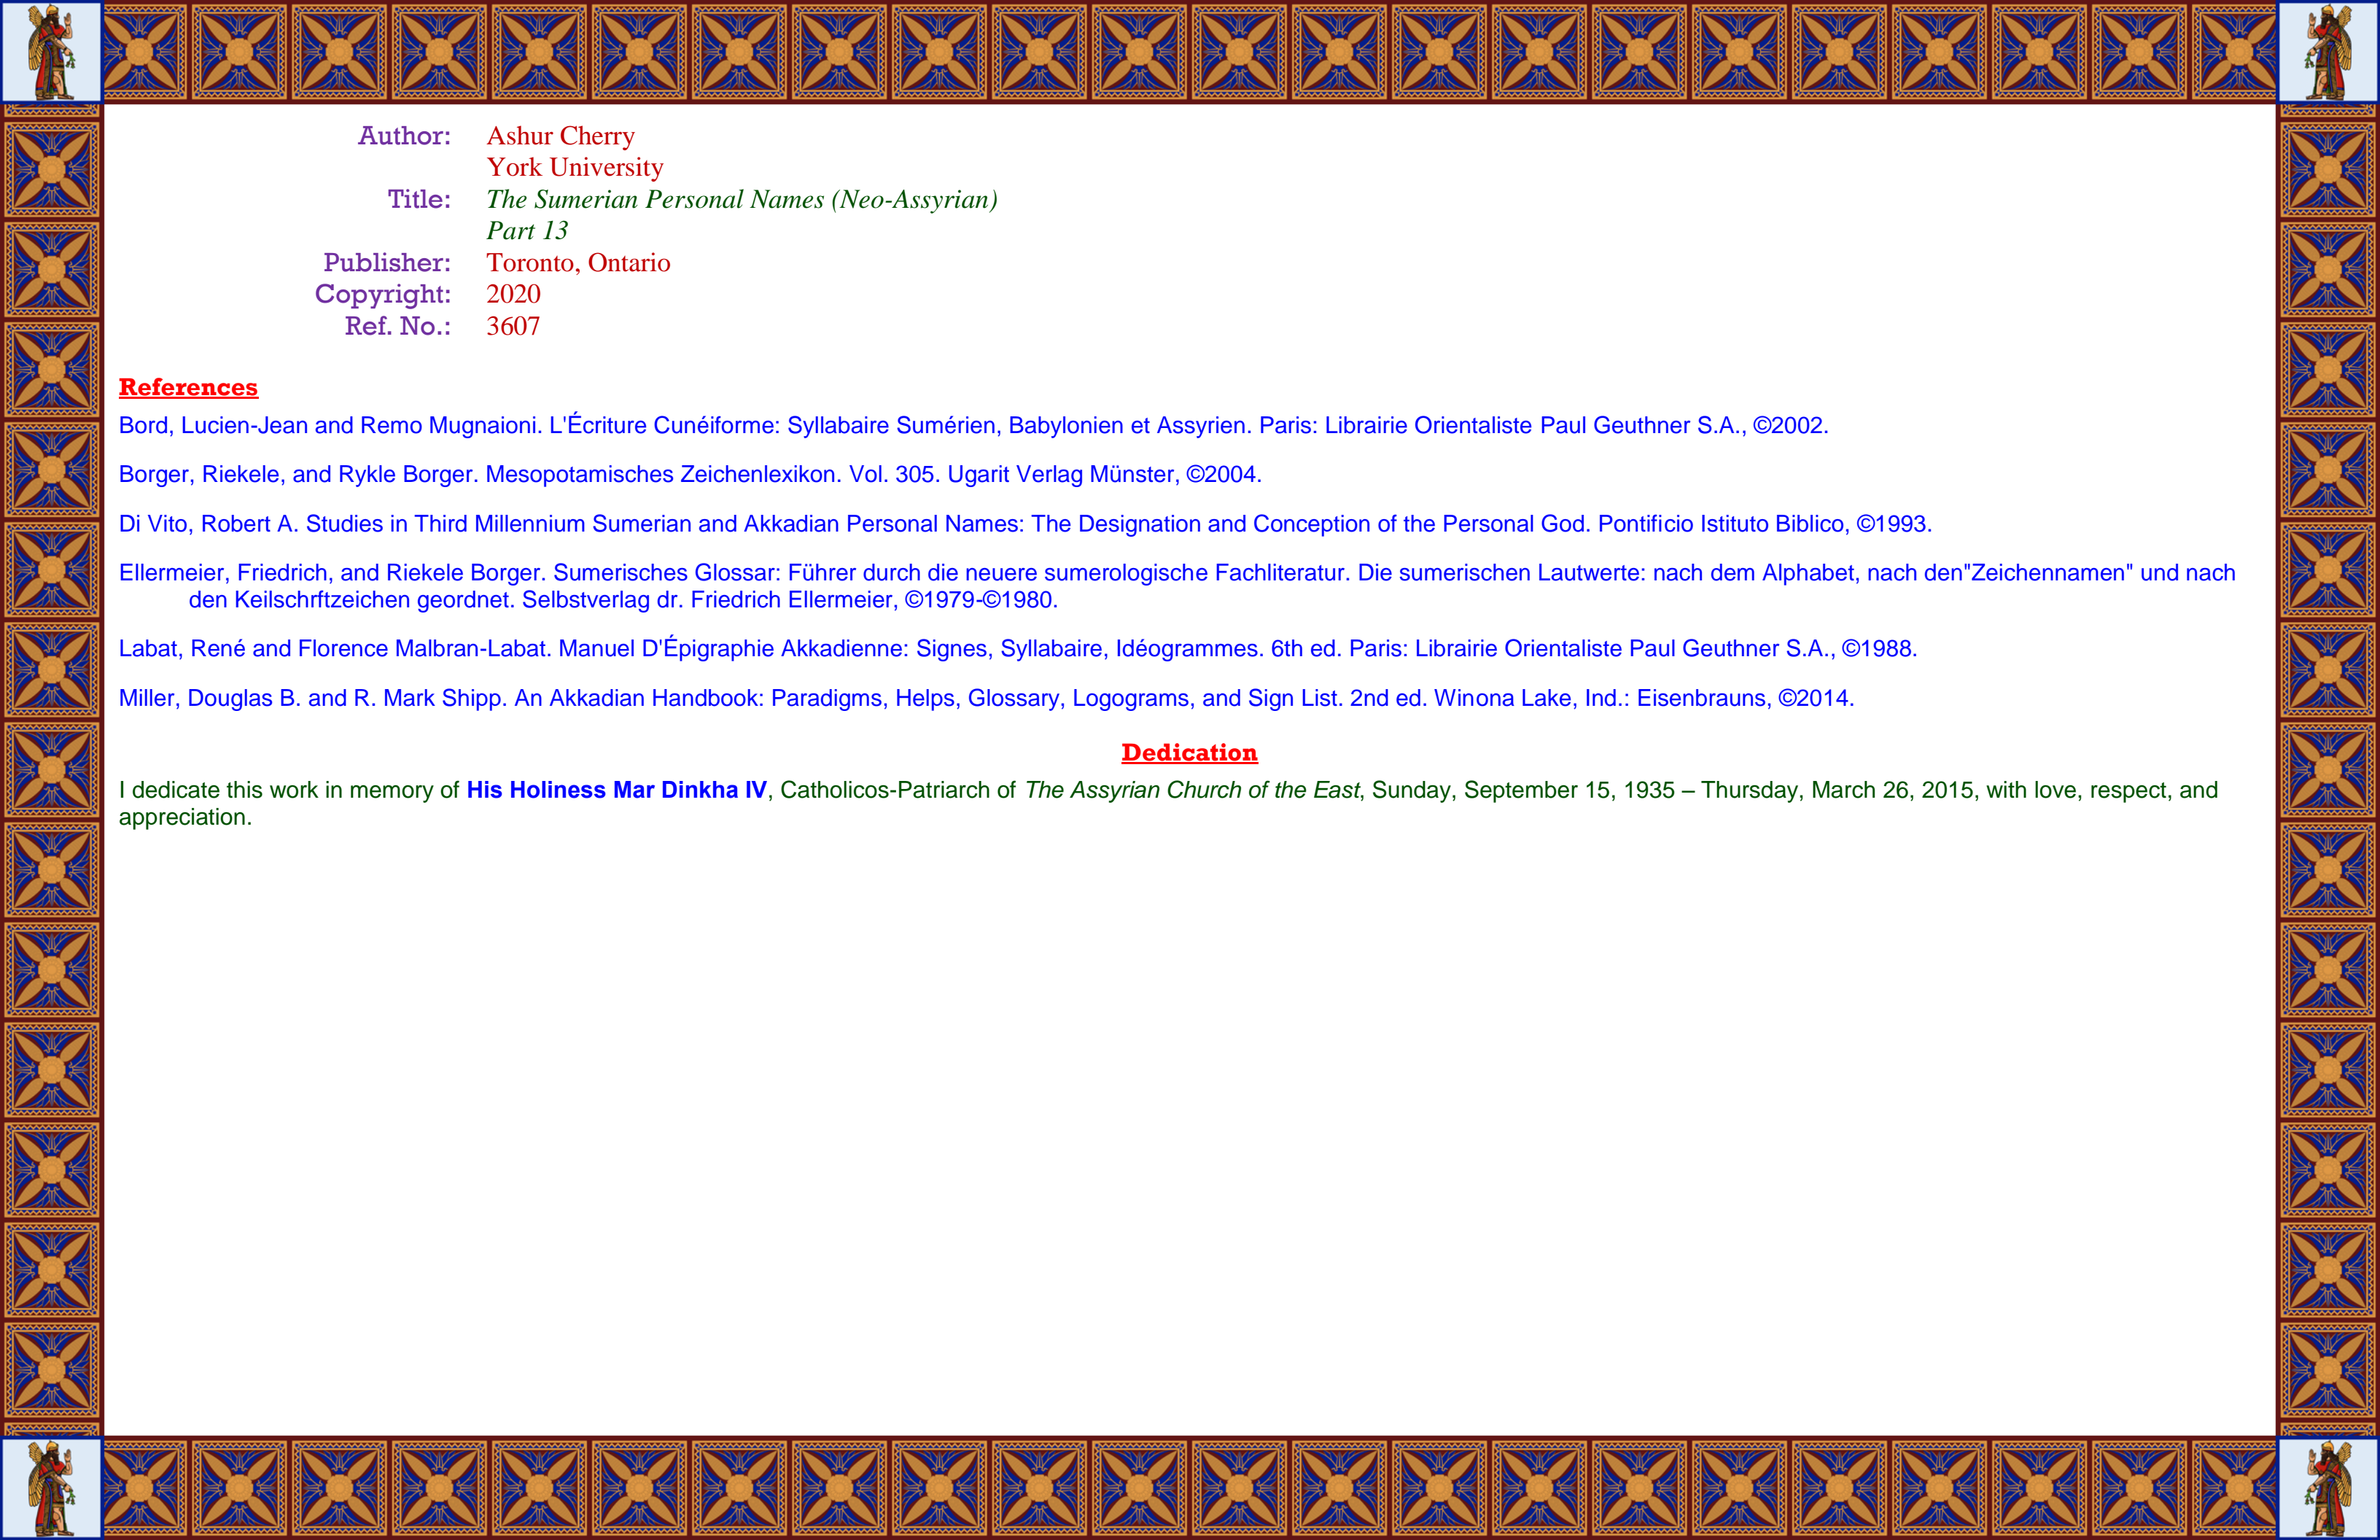 Author: Ashur Cherry
York University
Title: The Sumerian Personal Names (Neo-Assyrian)
Part 13
Publisher: Toronto, Ontario
Copyright: 2020
Ref. No.: 3607
References
Bord, Lucien-Jean and Remo Mugnaioni. L'Écriture Cunéiforme: Syllabaire Sumérien, Babylonien et Assyrien. Paris: Librairie Orientaliste Paul Geuthner S.A., ©2002.
Borger, Riekele, and Rykle Borger. Mesopotamisches Zeichenlexikon. Vol. 305. Ugarit Verlag Münster, ©2004.
Di Vito, Robert A. Studies in Third Millennium Sumerian and Akkadian Personal Names: The Designation and Conception of the Personal God. Pontificio Istituto Biblico, ©1993.
Ellermeier, Friedrich, and Riekele Borger. Sumerisches Glossar: Führer durch die neuere sumerologische Fachliteratur. Die sumerischen Lautwerte: nach dem Alphabet, nach den"Zeichennamen" und nach
den Keilschrftzeichen geordnet. Selbstverlag dr. Friedrich Ellermeier, ©1979-©1980.
Labat, René and Florence Malbran-Labat. Manuel D'Épigraphie Akkadienne: Signes, Syllabaire, Idéogrammes. 6th ed. Paris: Librairie Orientaliste Paul Geuthner S.A., ©1988.
Miller, Douglas B. and R. Mark Shipp. An Akkadian Handbook: Paradigms, Helps, Glossary, Logograms, and Sign List. 2nd ed. Winona Lake, Ind.: Eisenbrauns, ©2014.
Dedication
I dedicate this work in memory of His Holiness Mar Dinkha IV, Catholicos-Patriarch of The Assyrian Church of the East, Sunday, September 15, 1935 – Thursday, March 26, 2015, with love, respect, and
appreciation.